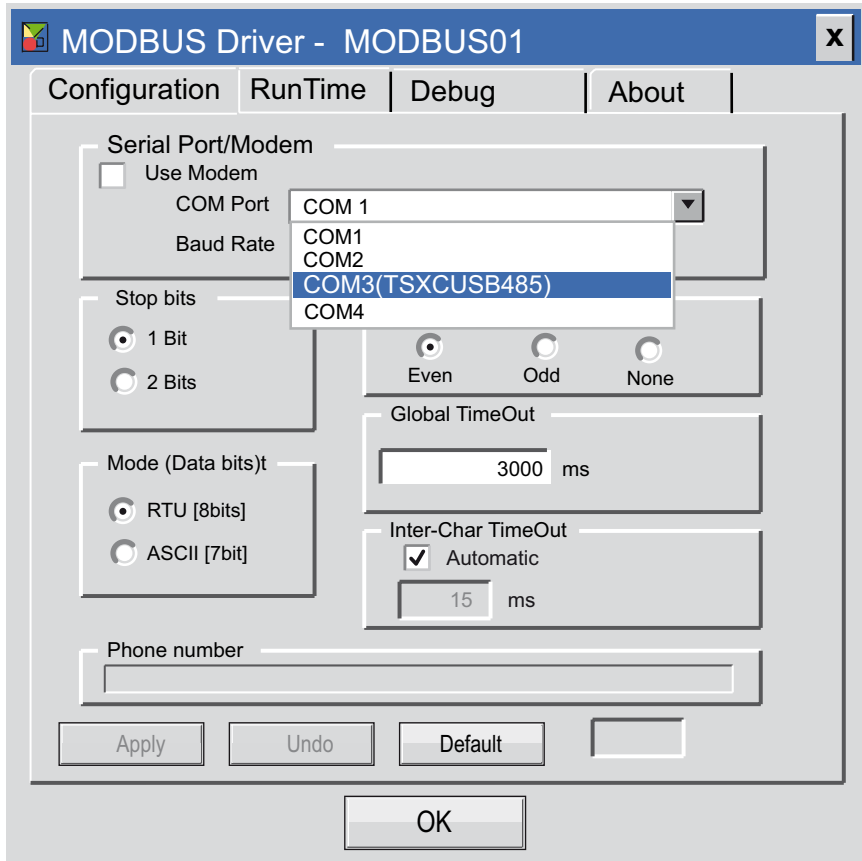 MODBUS Driver - MODBUS01
x
Configuration RunTime Debug About
Serial Port/Modem
Use Modem
COM Port COM 1
Baud Rate
COM1
COM2
COM3(TSXCUSB485)
COM4
Stop bits
1 Bit
2 Bits
Even Odd None
Global TimeOut
3000 ms
Mode (Data bits)t
RTU [8bits]
ASCII [7bit]
Inter-Char TimeOut
Automatic
15 ms
Phone number
Apply Undo Default
OK